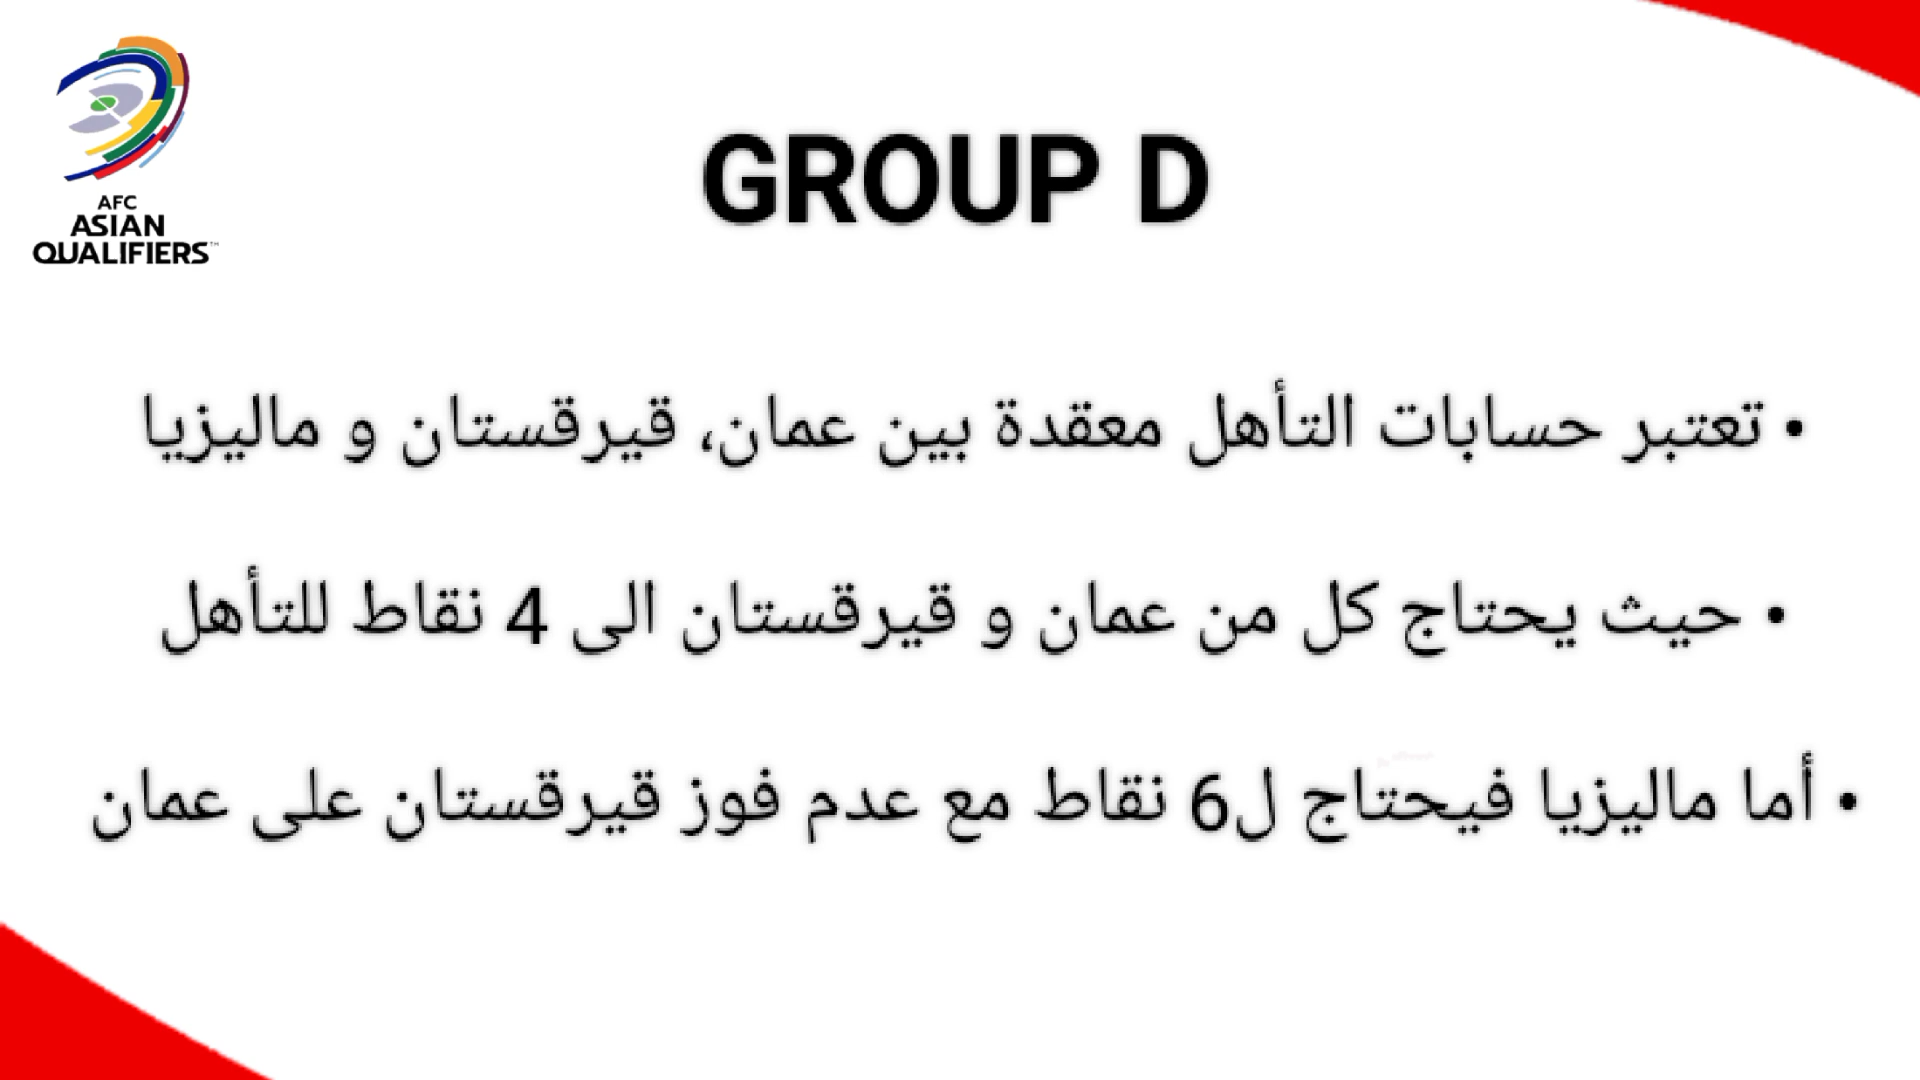 AFC
ASIAN
QUALIFIERS™
GROUP D
• تعتبر حسابات التأهل معقدة بين عمان، قيرقستان و ماليزيا
• حيث يحتاج كل من عمان و قيرقستان الى 4 نقاط للتأهل
• أما ماليزيا فيحتاج ل6 نقاط مع عدم فوز قيرقستان على عمان